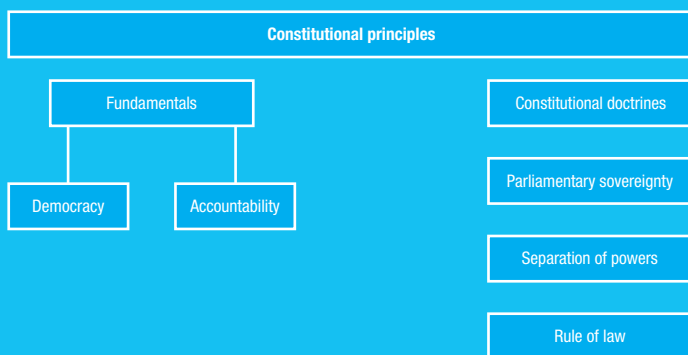 Constitutional principles
Fundamentals
Democracy
Accountability
Constitutional doctrines
Parliamentary sovereignty
Separation of powers
Rule of law